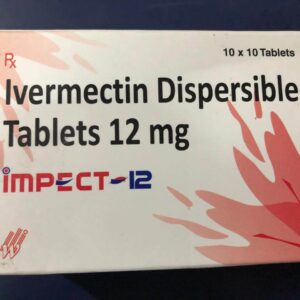 Rx
10 x 10 Tablets
Ivermectin Dispersible
Tablets 12 mg
IMPECT-12